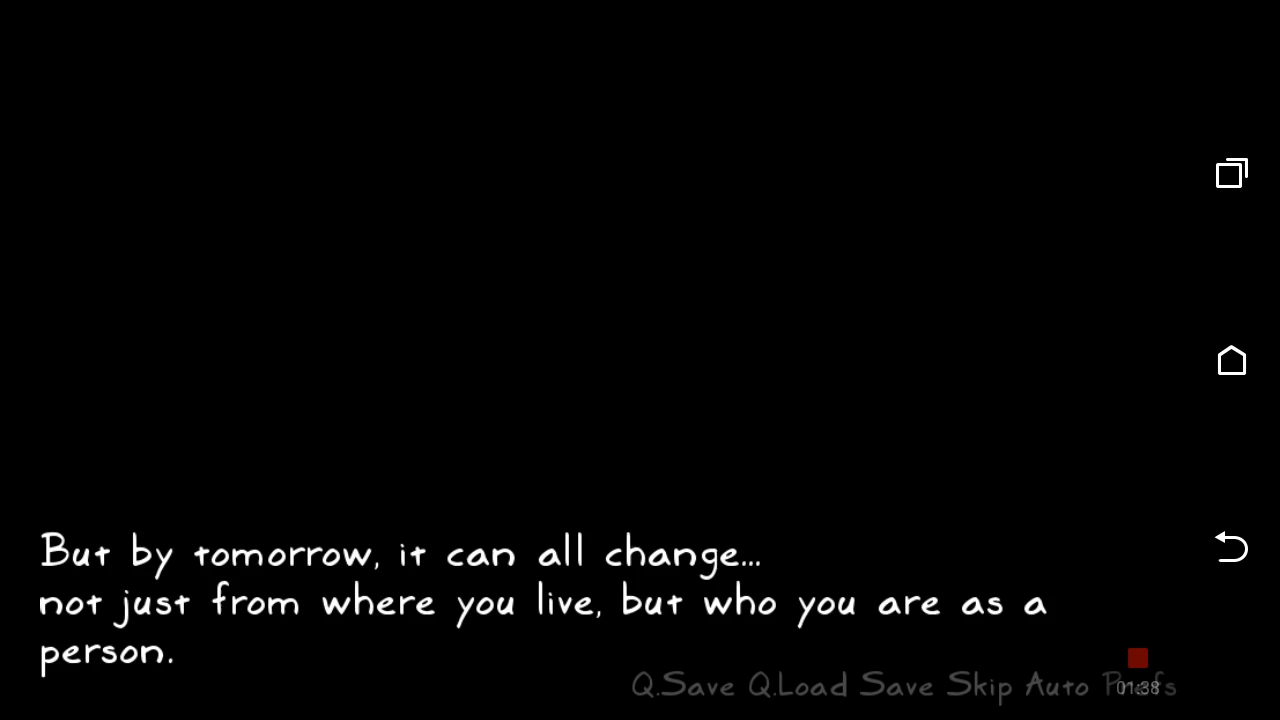 But by tomorrow, it can all change...
not just from where you live, but who you are as a
person.
Q.Save Q.Load Save Skip Auto Prefs
01:38